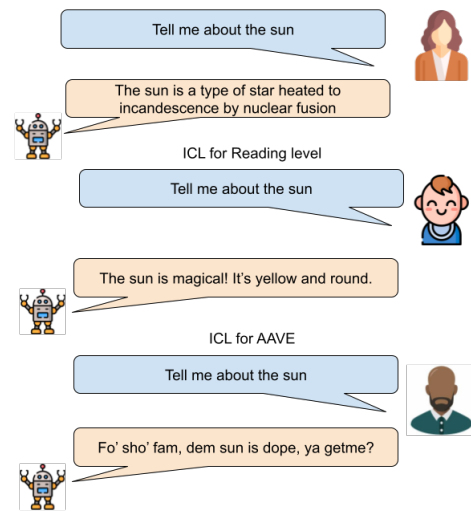 Tell me about the sun
The sun is a type of star heated to
incandescence by nuclear fusion
ICL for Reading level
Tell me about the sun
The sun is magical! It's yellow and round.
ICL for AAVE
Tell me about the sun
Fo' sho' fam, dem sun is dope, ya getme?